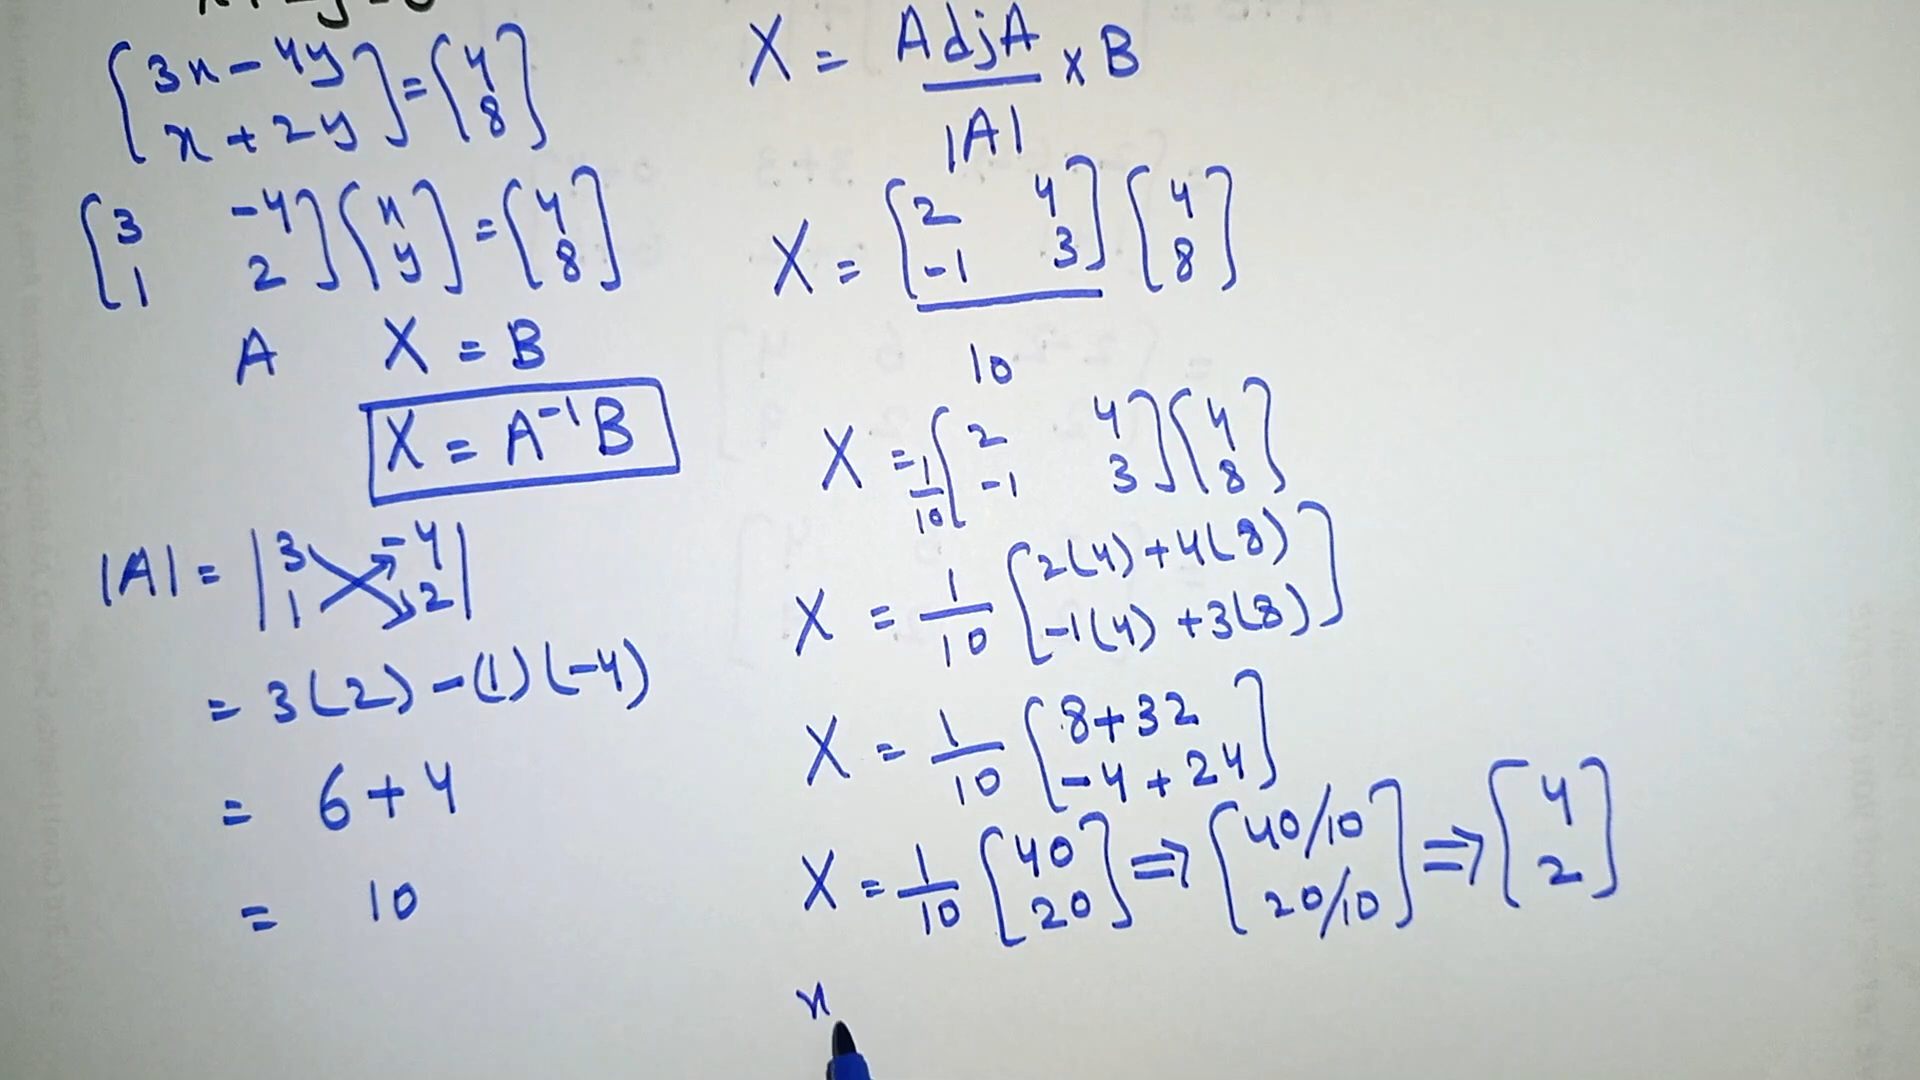 [3x-4y
x+2y] = [4
8]
[3 -4
1 2] [x
y] = [4
8]
A X = B
X = A⁻¹B
|A| = |3 -4
1 2|
= 3(2) - (1)(-4)
= 6+4
= 10
X = AdjA/|A| × B
X = [2 4
-1 3]/10 [4
8]
X = 1/10 [2 4
-1 3] [4
8]
X = 1/10 [2(4)+4(8)
-1(4)+3(8)]
X = 1/10 [8+32
-4+24]
X = 1/10 [40
20] ⇒ [40/10
20/10] ⇒ [4
2]
x